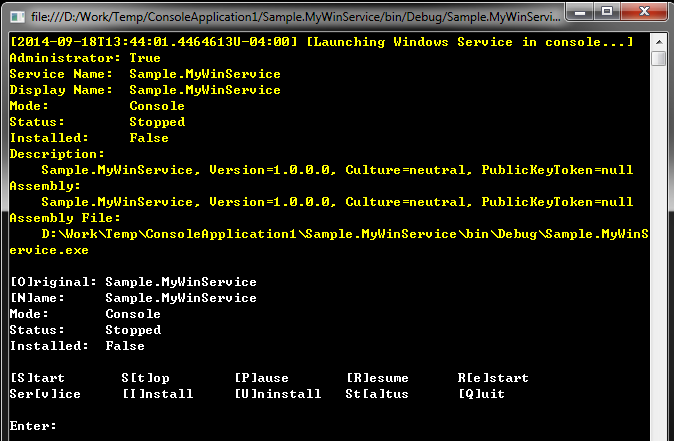 file:///D:/Work/Temp/ConsoleApplication1/Sample.MyWinService/bin/Debug/Sample.MyWinServi...
[2014-09-18T13:44:01.4464613U-04:00] [Launching Windows Service in console...]
Administrator: True
Service Name:  Sample.MyWinService
Display Name:  Sample.MyWinService
Mode:          Console
Status:        Stopped
Installed:     False
Description:
    Sample.MyWinService, Version=1.0.0.0, Culture=neutral, PublicKeyToken=null
Assembly:
    Sample.MyWinService, Version=1.0.0.0, Culture=neutral, PublicKeyToken=null
Assembly File:
    D:\Work\Temp\ConsoleApplication1\Sample.MyWinService\bin\Debug\Sample.MyWinS
ervice.exe
[O]riginal: Sample.MyWinService
[N]ame:     Sample.MyWinService
Mode:       Console
Status:     Stopped
Installed:  False
[S]tart       S[t]op        [P]ause       [R]esume      R[e]start
Ser[v]ice     [I]nstall     [U]ninstall   St[a]tus      [Q]uit
Enter: